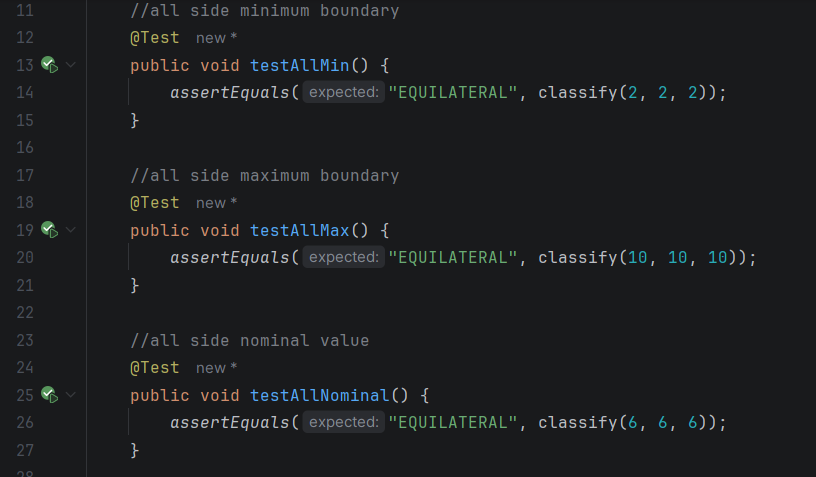 11 //all side minimum boundary
12 @Test new *
13 public void testAllMin() {
14 assertEquals( expected: "EQUILATERAL", classify(2, 2, 2));
15 }
16
17 //all side maximum boundary
18 @Test new *
19 public void testAllMax() {
20 assertEquals( expected: "EQUILATERAL", classify(10, 10, 10));
21 }
22
23 //all side nominal value
24 @Test new *
25 public void testAllNominal() {
26 assertEquals( expected: "EQUILATERAL", classify(6, 6, 6));
27 }
28